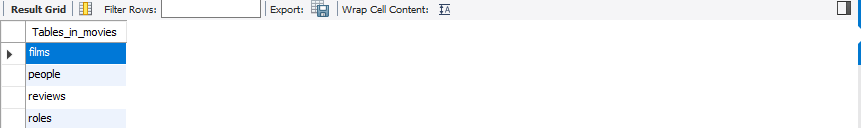 Result Grid Filter Rows: Export: Wrap Cell Content:
Tables_in_movies
films
people
reviews
roles